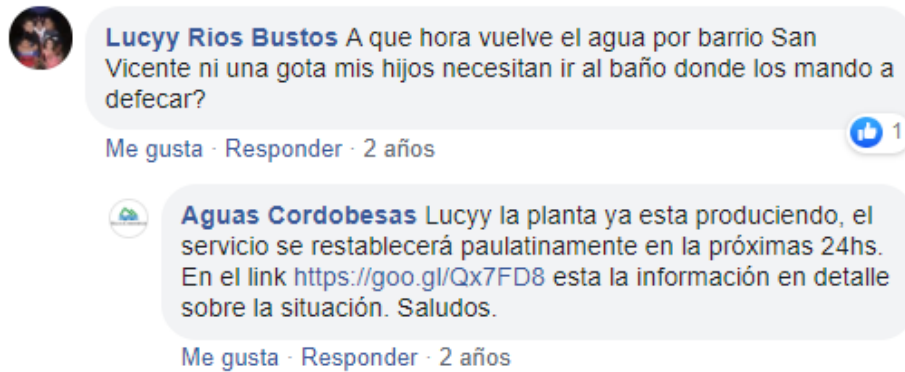 Lucyy Rios Bustos A que hora vuelve el agua por barrio San
Vicente ni una gota mis hijos necesitan ir al baño donde los mando a
defecar?
1
Me gusta · Responder · 2 años
Aguas Cordobesas Lucyy la planta ya esta produciendo, el
servicio se restablecerá paulatinamente en la próximas 24hs.
En el link https://goo.gl/Qx7FD8 esta la información en detalle
sobre la situación. Saludos.
Me gusta · Responder · 2 años